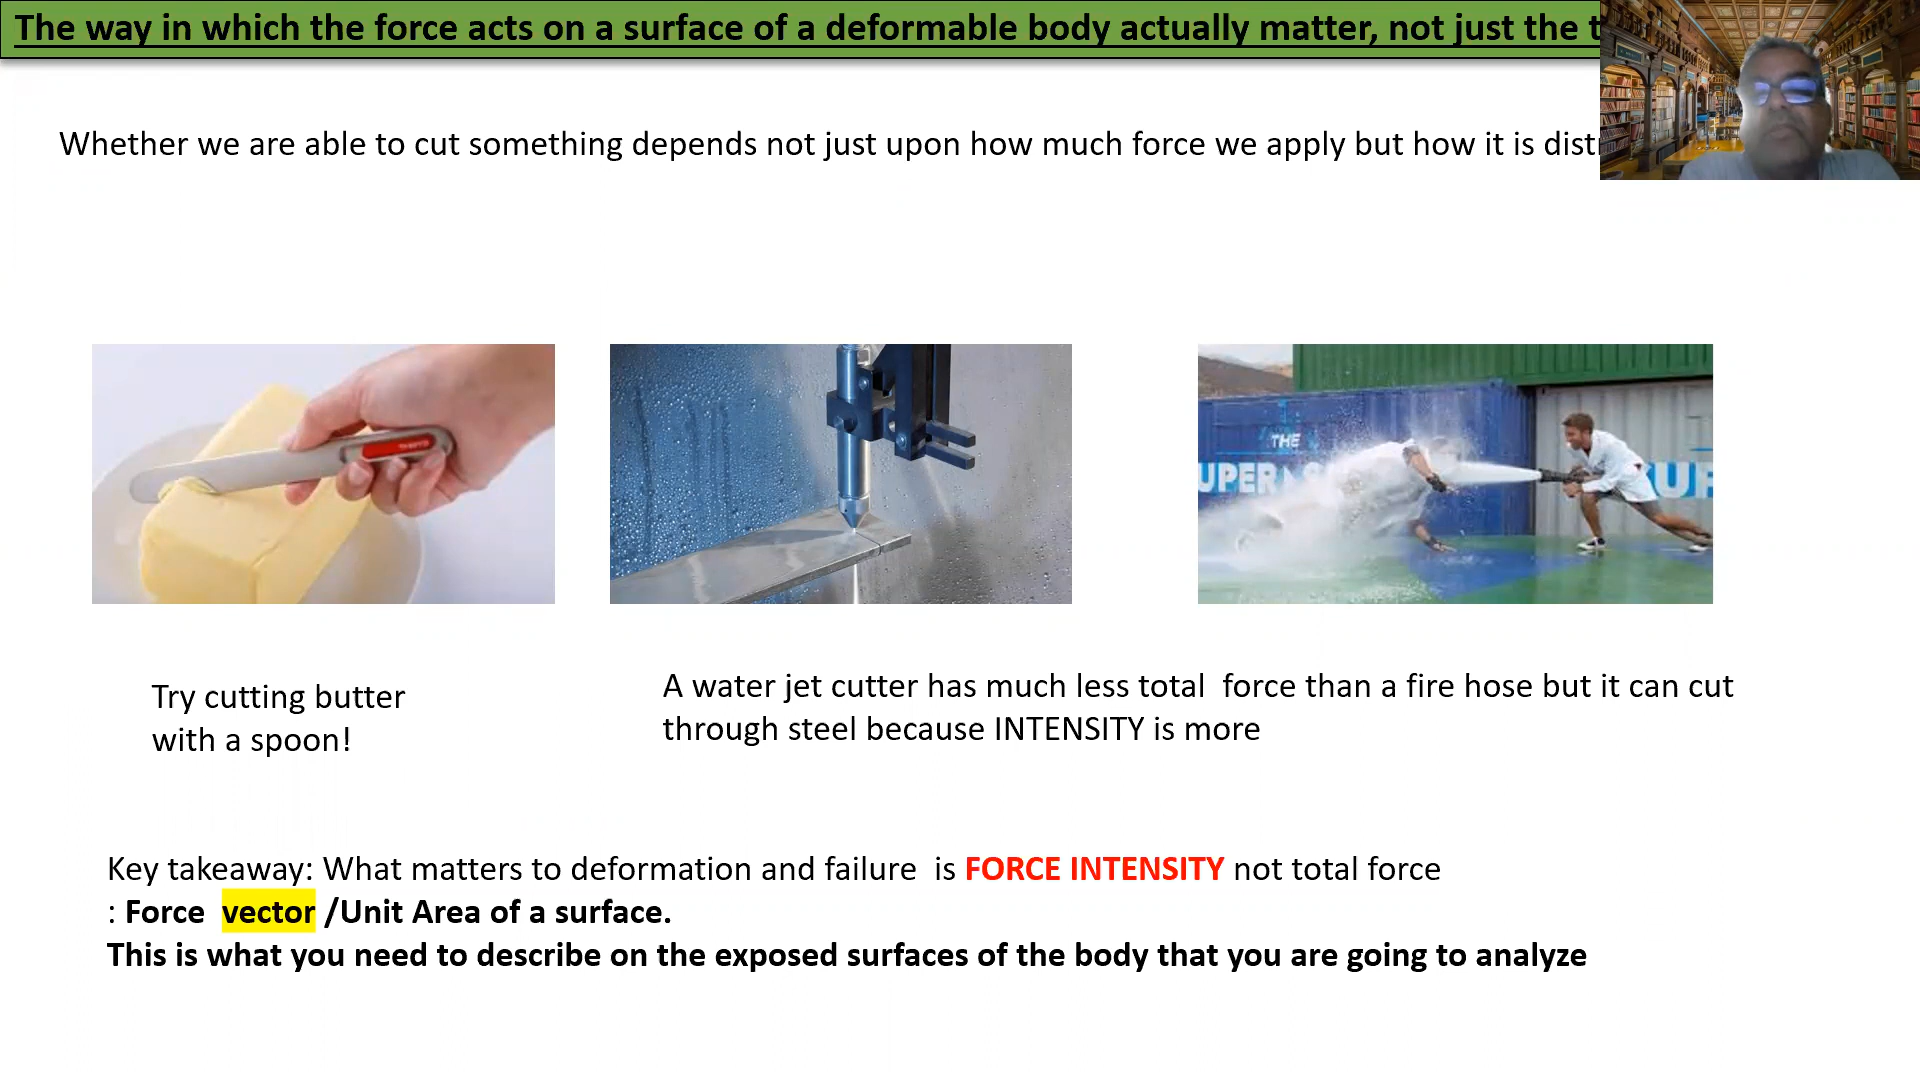 The way in which the force acts on a surface of a deformable body actually matter, not just the
Whether we are able to cut something depends not just upon how much force we apply but how it is
THE
Try cutting butter
with a spoon!
A water jet cutter has much less total  force than a fire hose but it can cut
through steel because INTENSITY is more
Key takeaway: What matters to deformation and failure  is FORCE INTENSITY not total force
: Force  vector /Unit Area of a surface.
This is what you need to describe on the exposed surfaces of the body that you are going to analyze